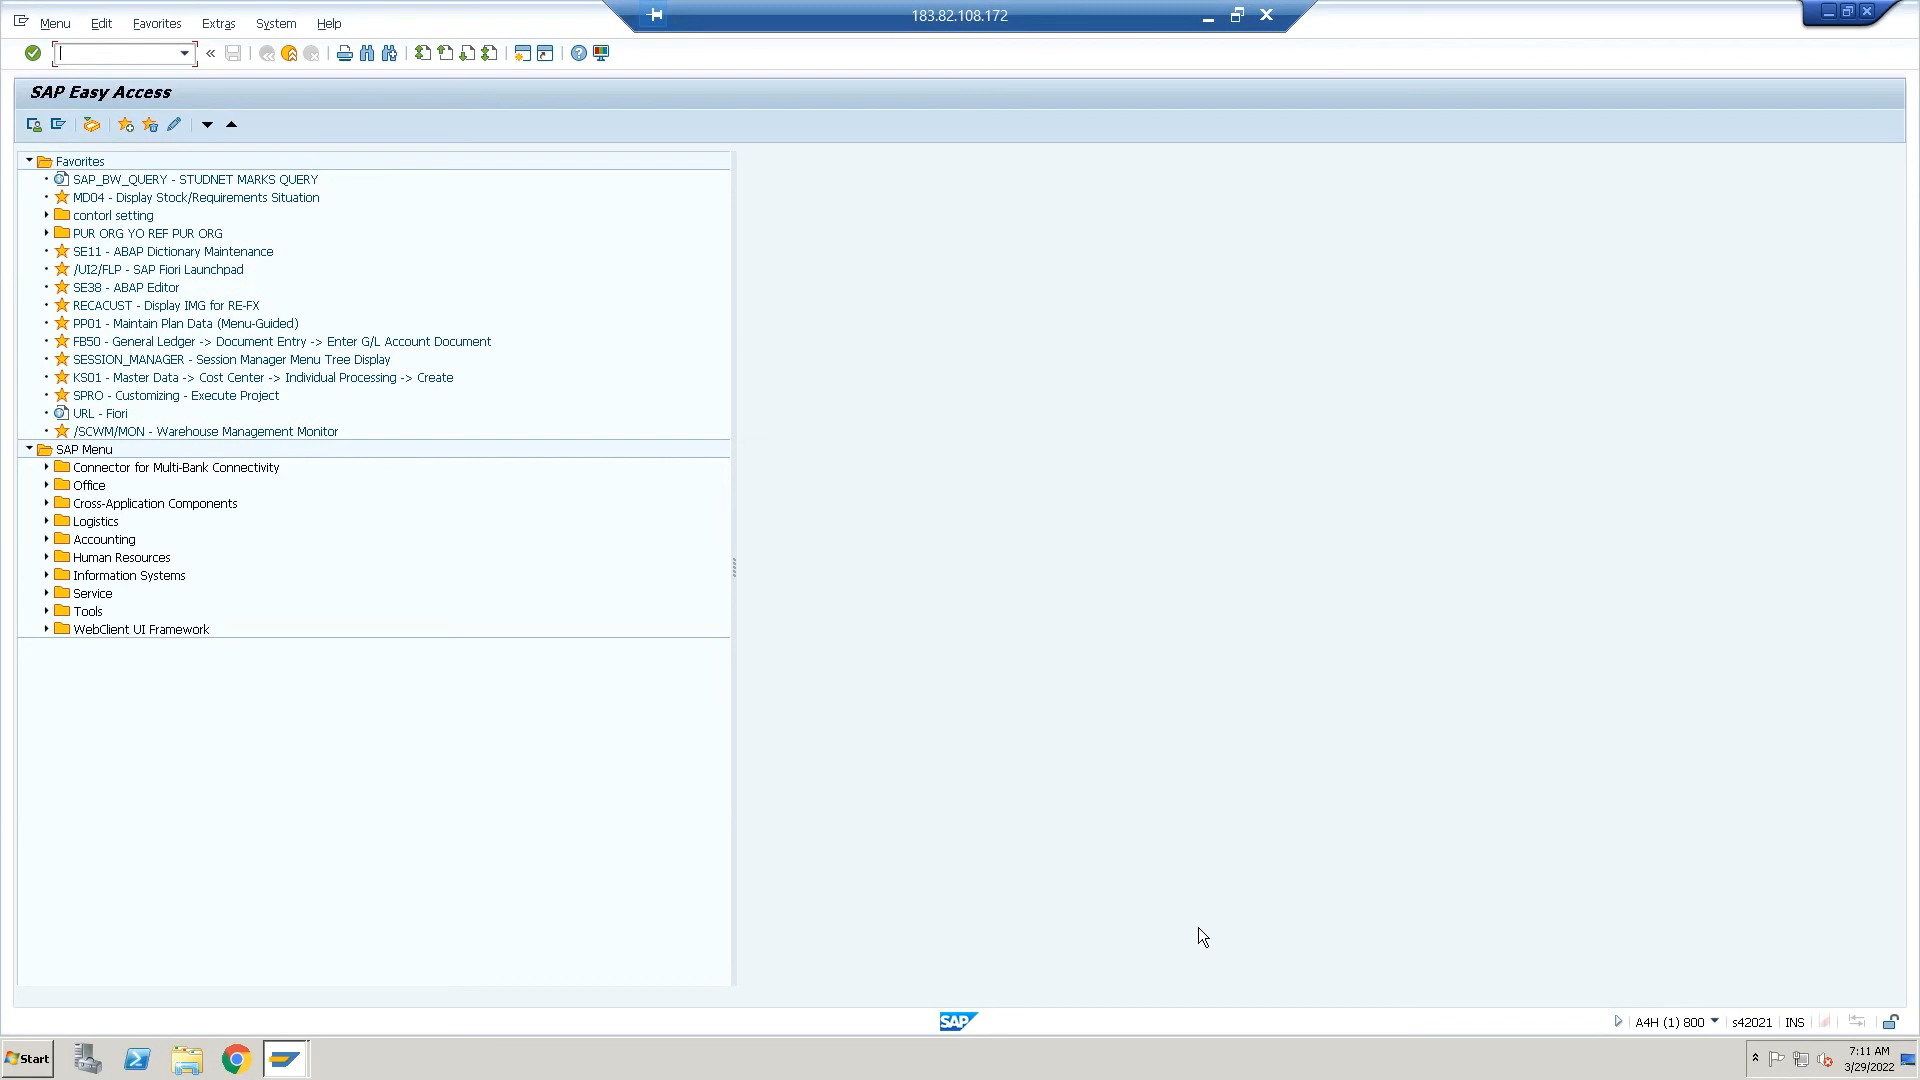 183.82.108.172
Menu Edit Favorites Extras System Help
SAP Easy Access
Favorites
SAP_BW_QUERY - STUDNET MARKS QUERY
MD04 - Display Stock/Requirements Situation
contorl setting
PUR ORG YO REF PUR ORG
SE11 - ABAP Dictionary Maintenance
/UI2/FLP - SAP Fiori Launchpad
SE38 - ABAP Editor
RECACUST - Display IMG for RE-FX
PP01 - Maintain Plan Data (Menu-Guided)
FB50 - General Ledger -> Document Entry -> Enter G/L Account Document
SESSION_MANAGER - Session Manager Menu Tree Display
KS01 - Master Data -> Cost Center -> Individual Processing -> Create
SPRO - Customizing - Execute Project
URL - Fiori
/SCWM/MON - Warehouse Management Monitor
SAP Menu
Connector for Multi-Bank Connectivity
Office
Cross-Application Components
Logistics
Accounting
Human Resources
Information Systems
Service
Tools
WebClient UI Framework
SAP
A4H (1) 800 s42021 INS
Start
7:11 AM
3/29/2022